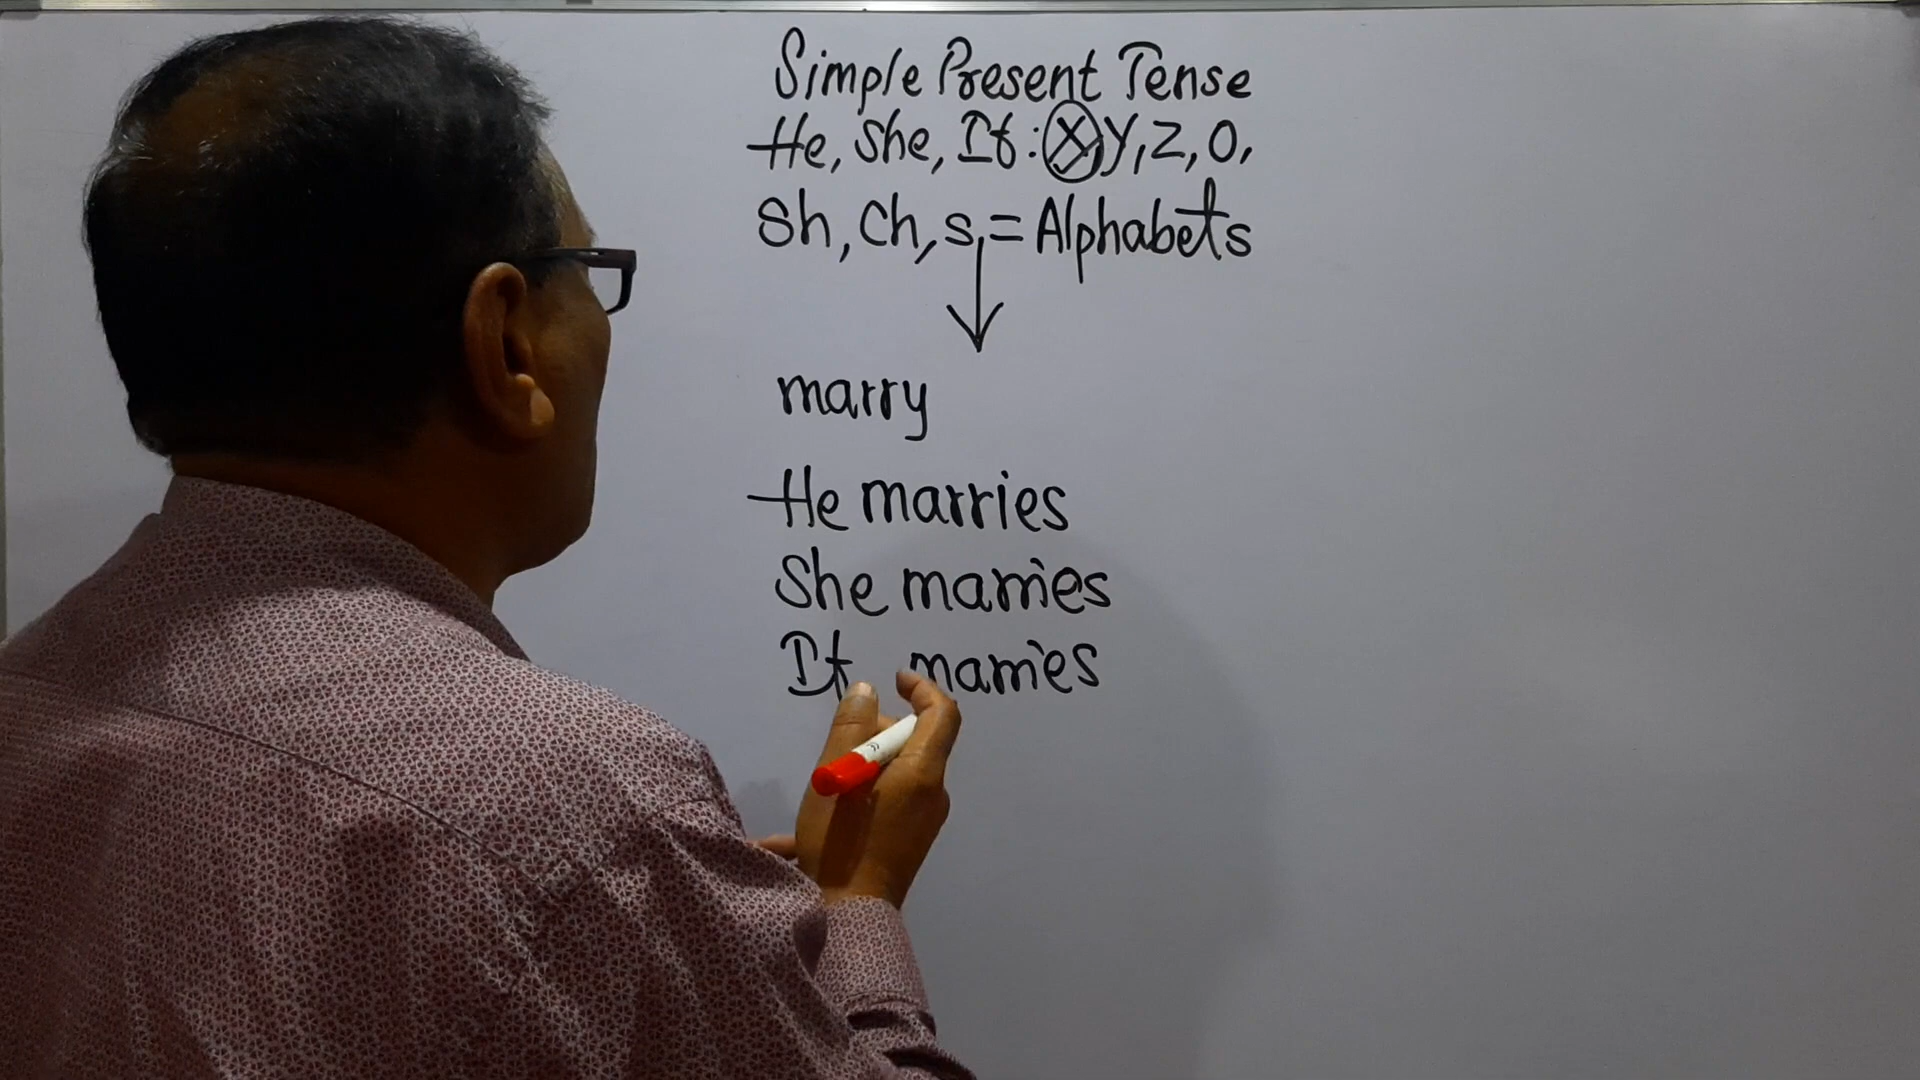 Simple Present Tense
He, She, It : X, Y, Z, O,
Sh, Ch, s, = Alphabets
marry
He marries
She marries
It marries